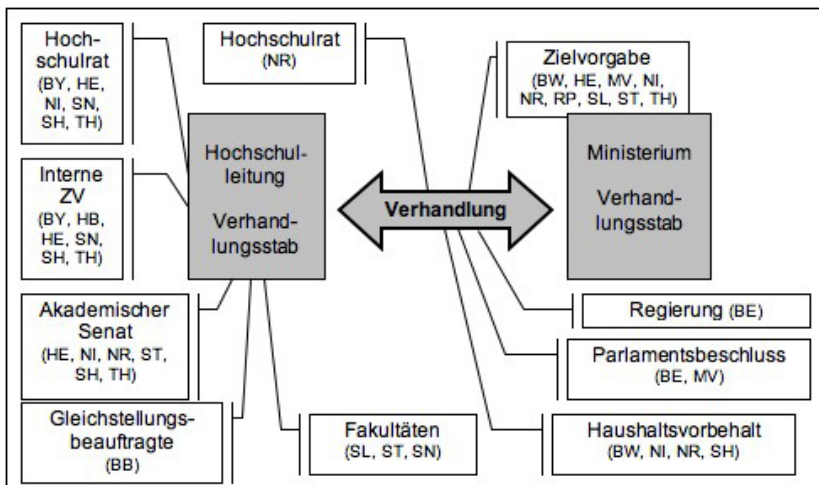 Hoch-
schulrat
(BY, HE,
NI, SN,
SH, TH)
Hochschulrat
(NR)
Zielvorgabe
(BW, HE, MV, NI,
NR, RP, SL, ST, TH)
Interne
ZV
(BY, HB,
HE, SN,
SH, TH)
Hochschul-
leitung
Verhand-
lungsstab
Verhandlung
Ministerium
Verhand-
lungsstab
Akademischer
Senat
(HE, NI, NR, ST,
SH, TH)
Regierung (BE)
Parlamentsbeschluss
(BE, MV)
Gleichstellungs-
beauftragte
(BB)
Fakultäten
(SL, ST, SN)
Haushaltsvorbehalt
(BW, NI, NR, SH)